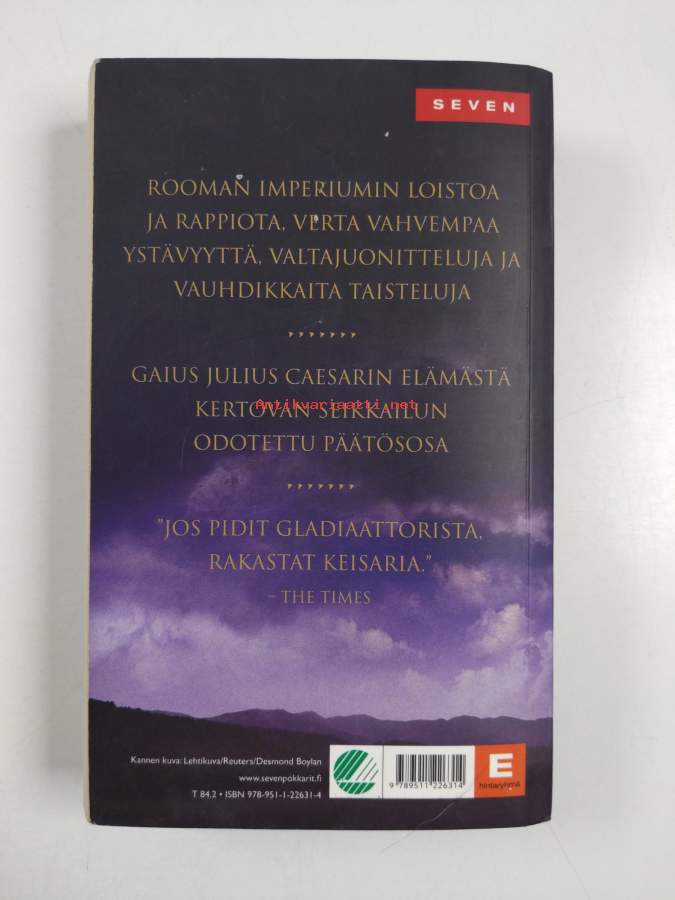 SEVEN
ROOMAN IMPERIUMIN LOISTOA
JA RAPPIOTA, VERTA VAHVEMPAA
YSTÄVYYTTÄ, VALTAJUONITTELUJA JA
VAUHDIKKAITA TAISTELUJA
GAIUS JULIUS CAESARIN ELÄMÄSTÄ
Antikvariaatti.net
KERTOVAN SEIKKAILUN
ODOTETTU PÄÄTÖSOSA
"JOS PIDIT GLADIAATTORISTA,
RAKASTAT KEISARIA."
– THE TIMES
Kannen kuva: Lehtikuva/Reuters/Desmond Boylan
www.sevenpokkarit.fi
T 84.2 • ISBN 978-951-1-22631-4
9 789511 226314
E
hintaryhmä